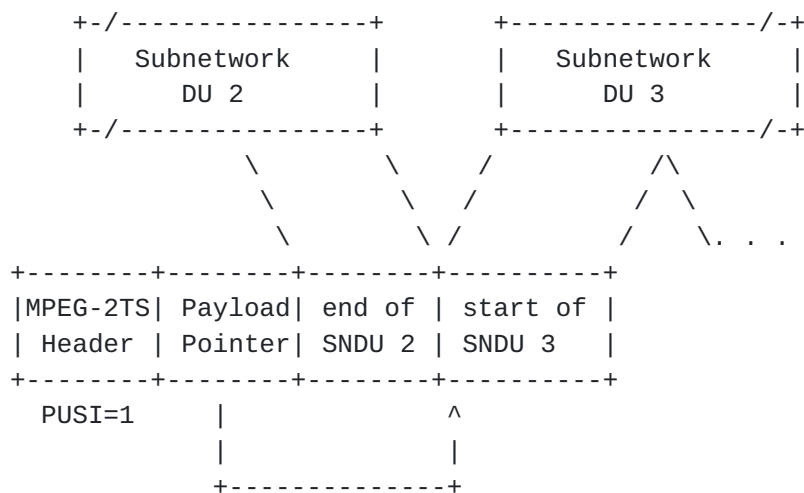 Subnetwork Subnetwork
DU 2 DU 3
. . .
MPEG-2TS Payload end of start of
Header Pointer SNDU 2 SNDU 3
PUSI=1